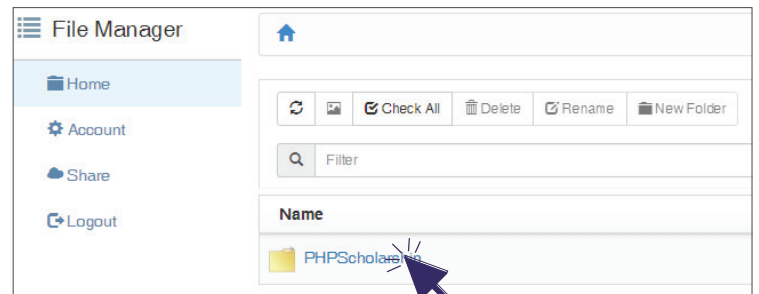 File Manager
Home
Account
Share
Logout
Check All Delete Rename New Folder
Filter
Name
PHPScholarship